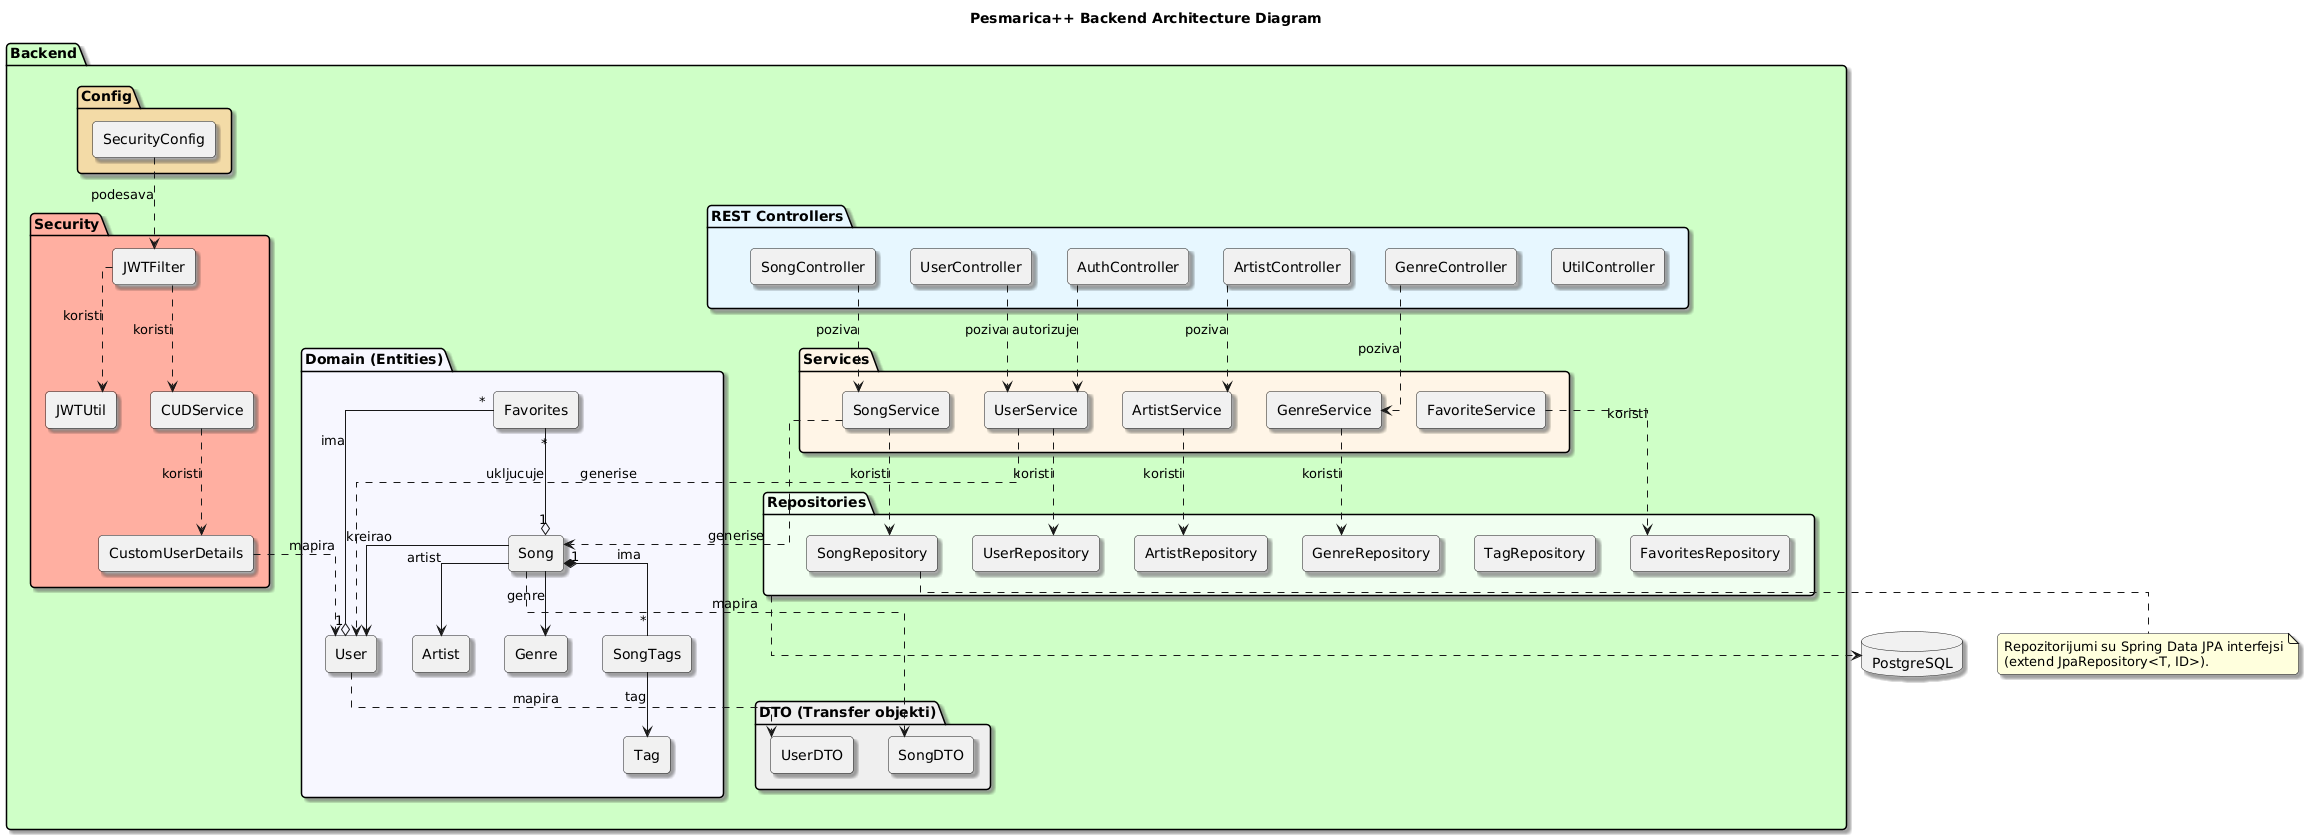 Pesmarica++ Backend Architecture Diagram
Backend
Config
SecurityConfig
podesava
Security
JWTFilter
koristi
koristi
JWTUtil
CUDService
koristi
CustomUserDetails
mapira
REST Controllers
SongController
UserController
AuthController
ArtistController
GenreController
UtilController
poziva
poziva
autorizuje
poziva
poziva
Services
SongService
UserService
ArtistService
GenreService
FavoriteService
koristi
koristi
koristi
koristi
koristi
generise
generise
Domain (Entities)
Favorites
*
*
ima
ukljucuje
1
kreirao
Song
1
ima
artist
genre
*
1
User
Artist
Genre
SongTags
mapira
mapira
tag
Tag
Repositories
SongRepository
UserRepository
ArtistRepository
GenreRepository
TagRepository
FavoritesRepository
DTO (Transfer objekti)
UserDTO
SongDTO
PostgreSQL
Repozitorijumi su Spring Data JPA interfejsi
(extend JpaRepository<T, ID>).